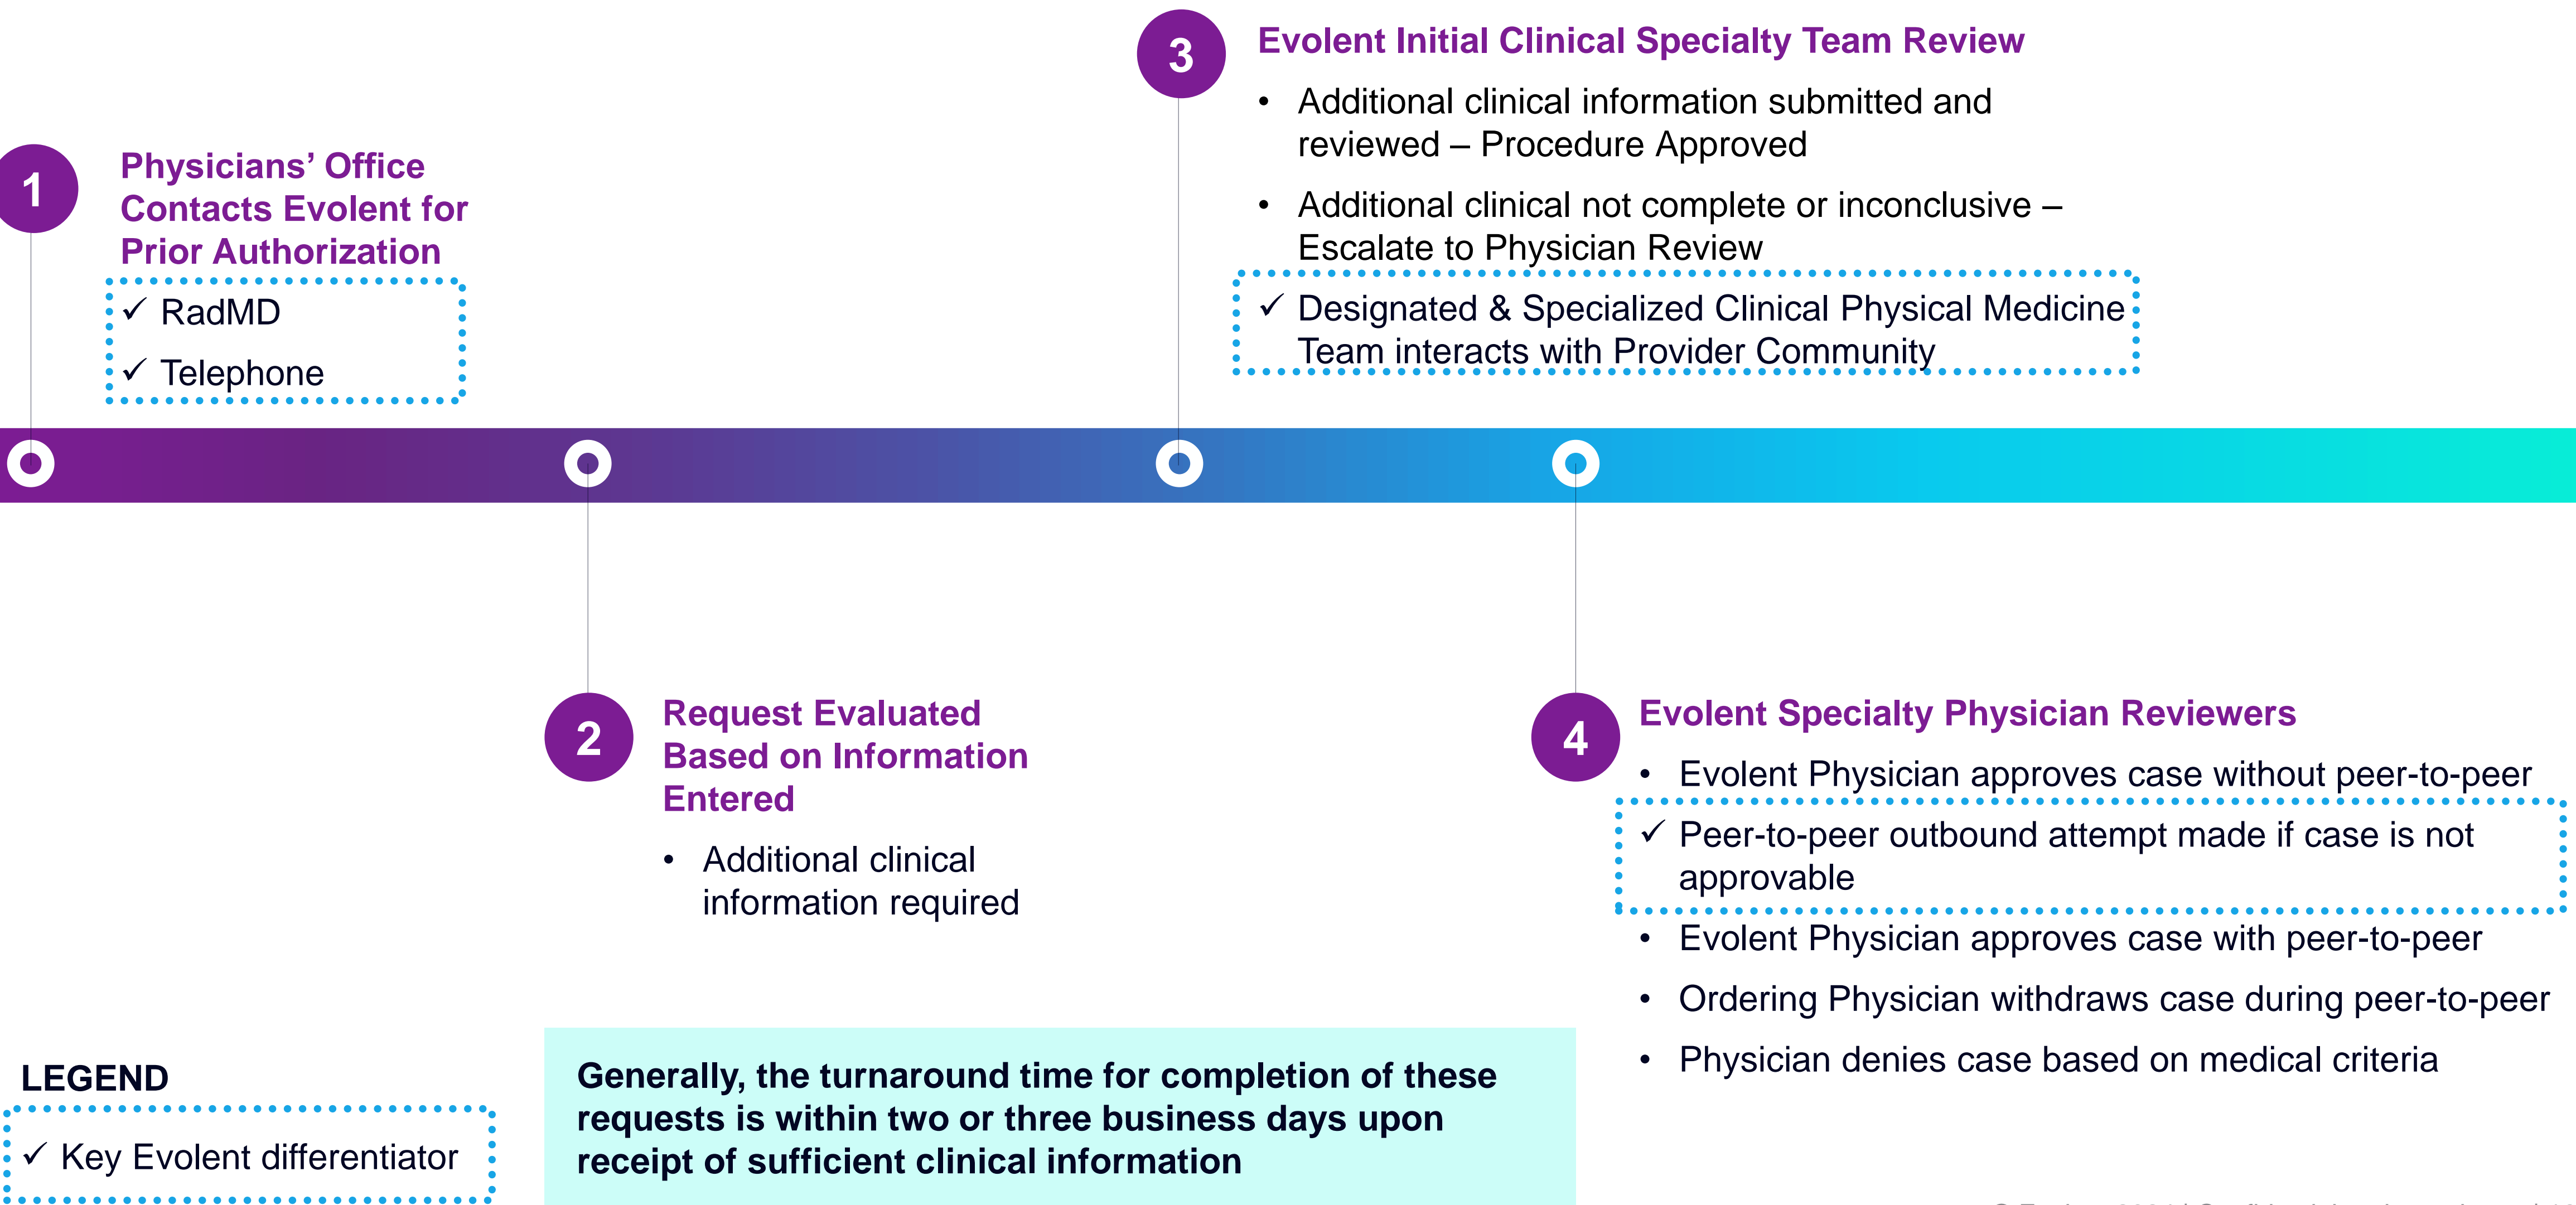 1
Physicians’ Office
Contacts Evolent for
Prior Authorization
✓ RadMD
✓ Telephone
2
Request Evaluated
Based on Information
Entered
• Additional clinical
information required
3
Evolent Initial Clinical Specialty Team Review
• Additional clinical information submitted and
reviewed – Procedure Approved
• Additional clinical not complete or inconclusive –
Escalate to Physician Review
✓ Designated & Specialized Clinical Physical Medicine
Team interacts with Provider Community
4
Evolent Specialty Physician Reviewers
• Evolent Physician approves case without peer-to-peer
✓ Peer-to-peer outbound attempt made if case is not
approvable
• Evolent Physician approves case with peer-to-peer
• Ordering Physician withdraws case during peer-to-peer
• Physician denies case based on medical criteria
LEGEND
✓ Key Evolent differentiator
Generally, the turnaround time for completion of these
requests is within two or three business days upon
receipt of sufficient clinical information